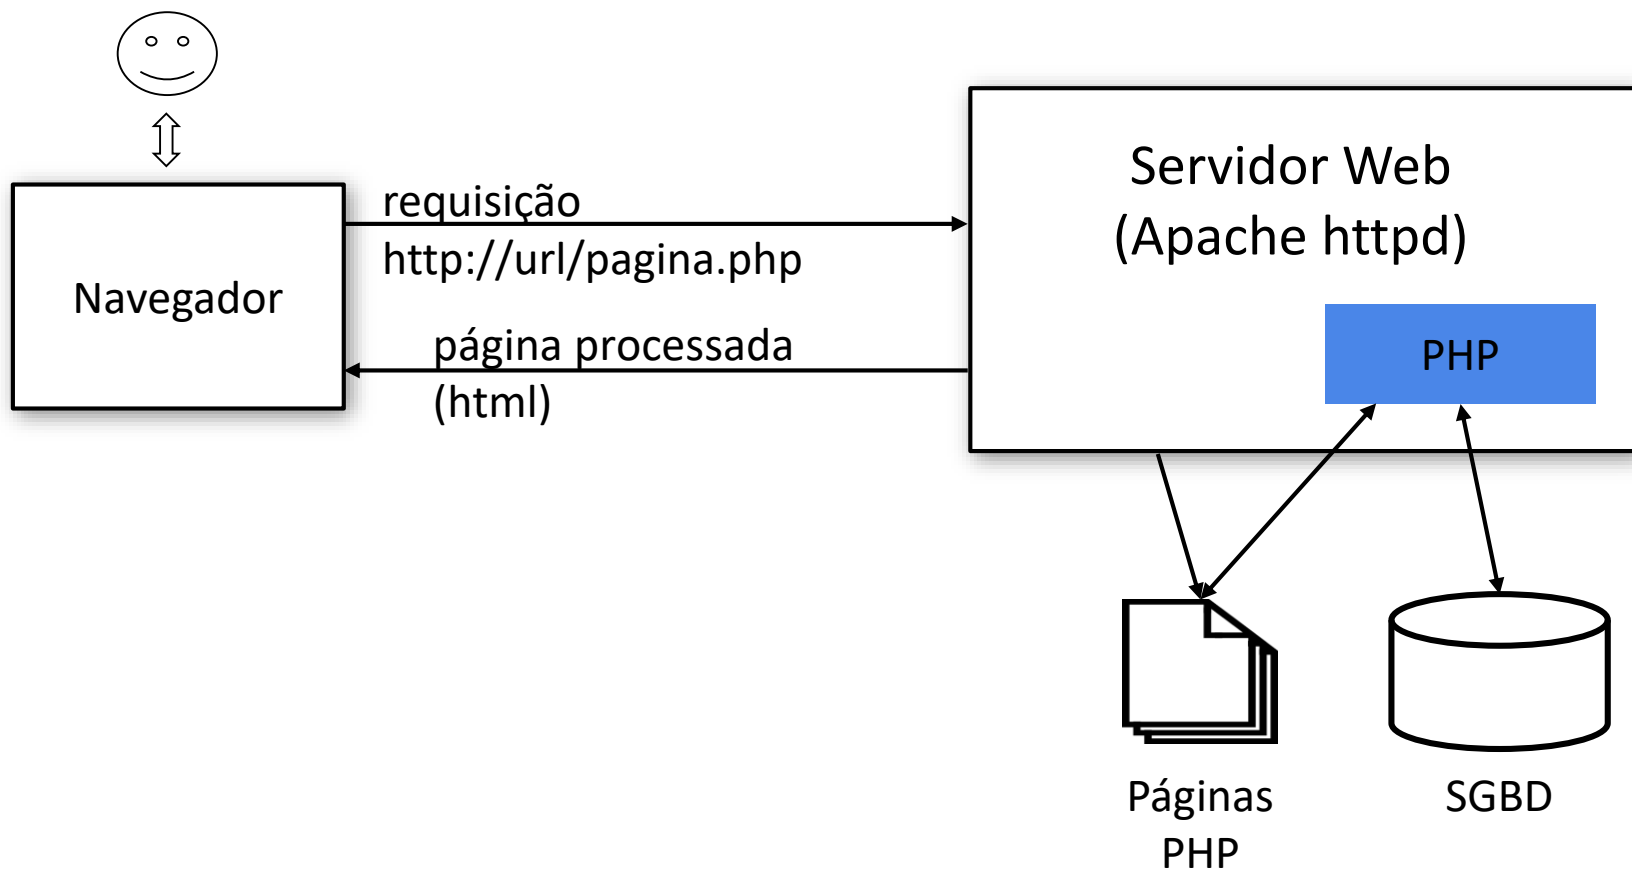 Servidor Web
(Apache httpd)
requisição
http://url/pagina.php
Navegador
página processada
(html)
PHP
Páginas
PHP
SGBD